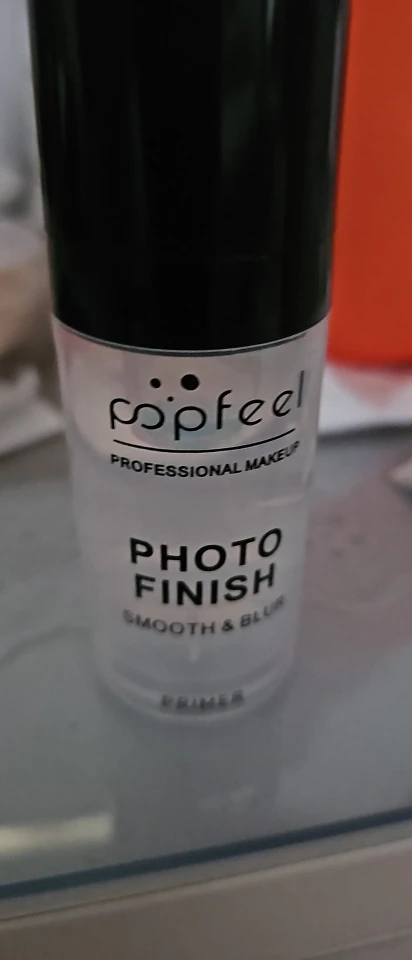 popfeel
PROFESSIONAL MAKEUP
PHOTO
FINISH
SMOOTH & BLUR
PRIMER